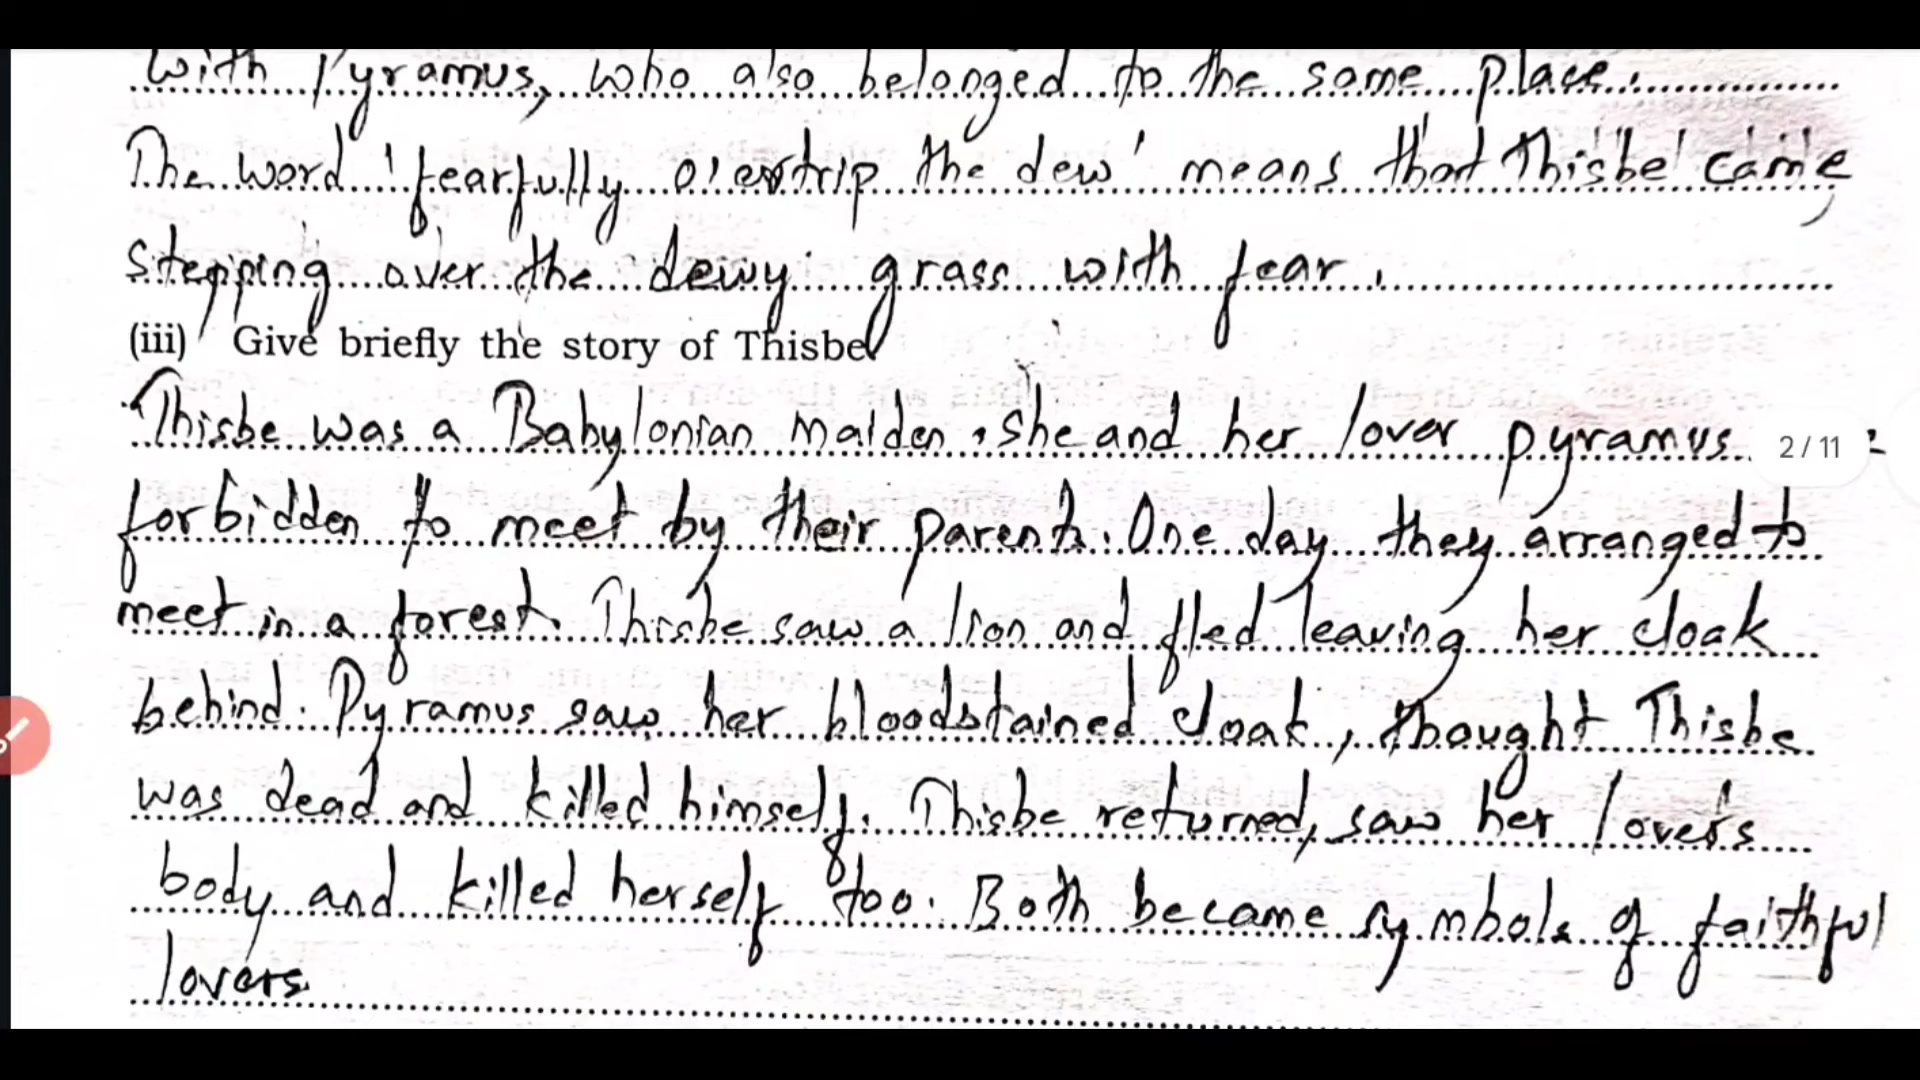 with Pyramus, who also belonged to the same place.
The word 'fearfully o'erstrip the dew' means that Thisbe came,
stepping over the dewy grass with fear.
(iii) Give briefly the story of Thisbe
Thisbe was a Babylonian maiden. She and her lover pyramus
2 / 11
forbidden to meet by their parents. One day they arranged to
meet in a forest. Thisbe saw a lion and fled leaving her cloak
behind. Pyramus saw her bloodstained cloak, thought Thisbe
was dead and killed himself. Thisbe returned, saw her lover's
body and killed herself too. Both became symbols of faithful
lovers.